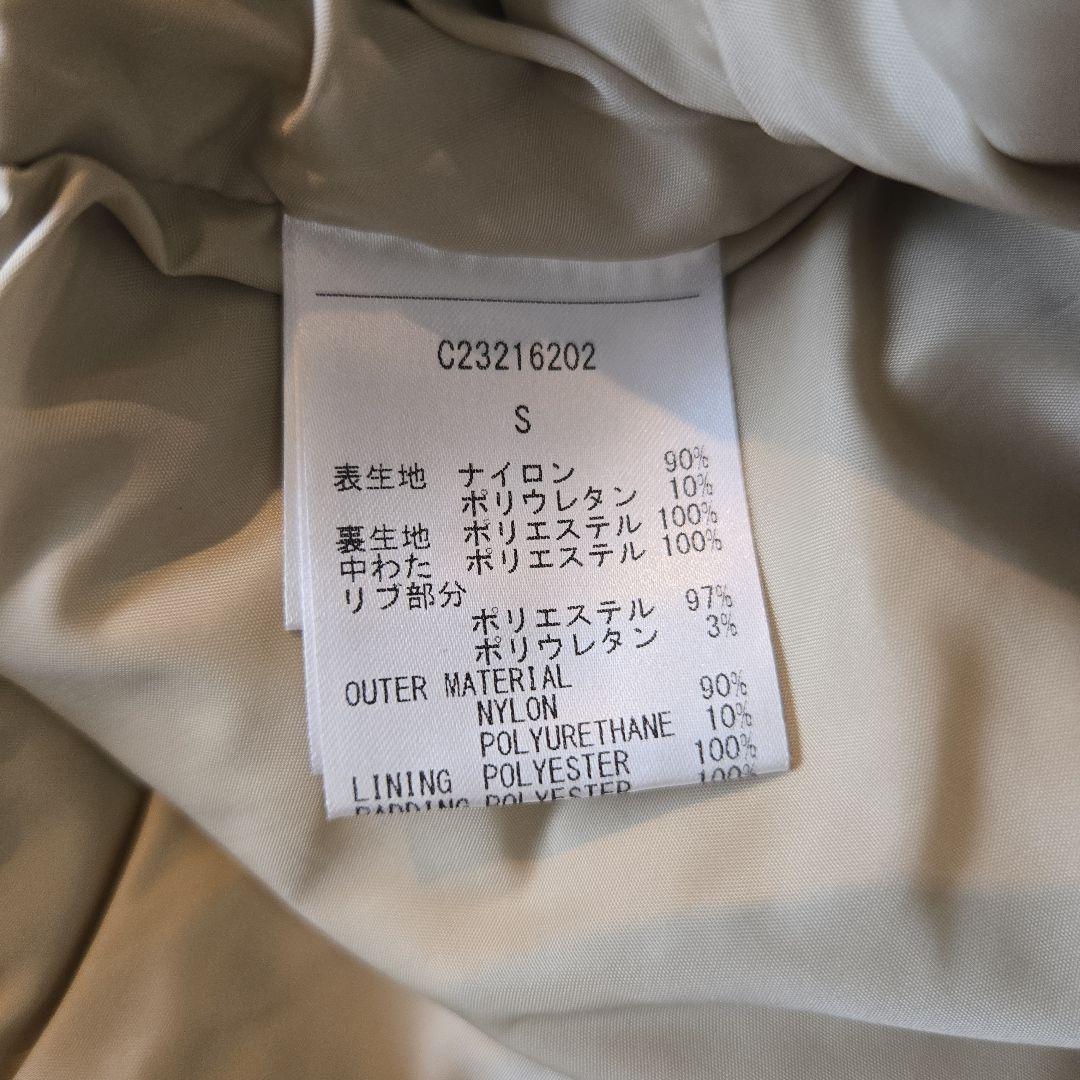 C23216202
S
表生地 ナイロン 90%
ポリウレタン 10%
裏生地 ポリエステル 100%
中わた ポリエステル 100%
リブ部分
ポリエステル 97%
ポリウレタン 3%
OUTER MATERIAL
NYLON 90%
POLYURETHANE 10%
LINING POLYESTER 100%
PADDING POLYESTER 100%